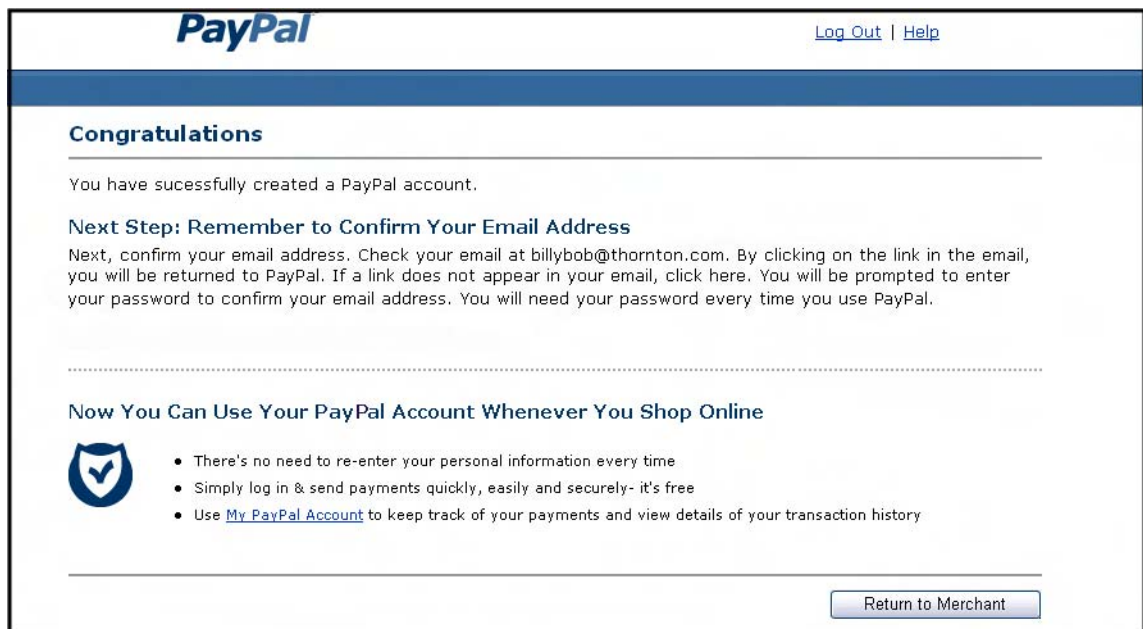 PayPal
Log Out | Help
Congratulations
You have sucessfully created a PayPal account.
Next Step: Remember to Confirm Your Email Address
Next, confirm your email address. Check your email at billybob@thornton.com. By clicking on the link in the email,
you will be returned to PayPal. If a link does not appear in your email, click here. You will be prompted to enter
your password to confirm your email address. You will need your password every time you use PayPal.
Now You Can Use Your PayPal Account Whenever You Shop Online
• There's no need to re-enter your personal information every time
• Simply log in & send payments quickly, easily and securely- it's free
• Use My PayPal Account to keep track of your payments and view details of your transaction history
Return to Merchant